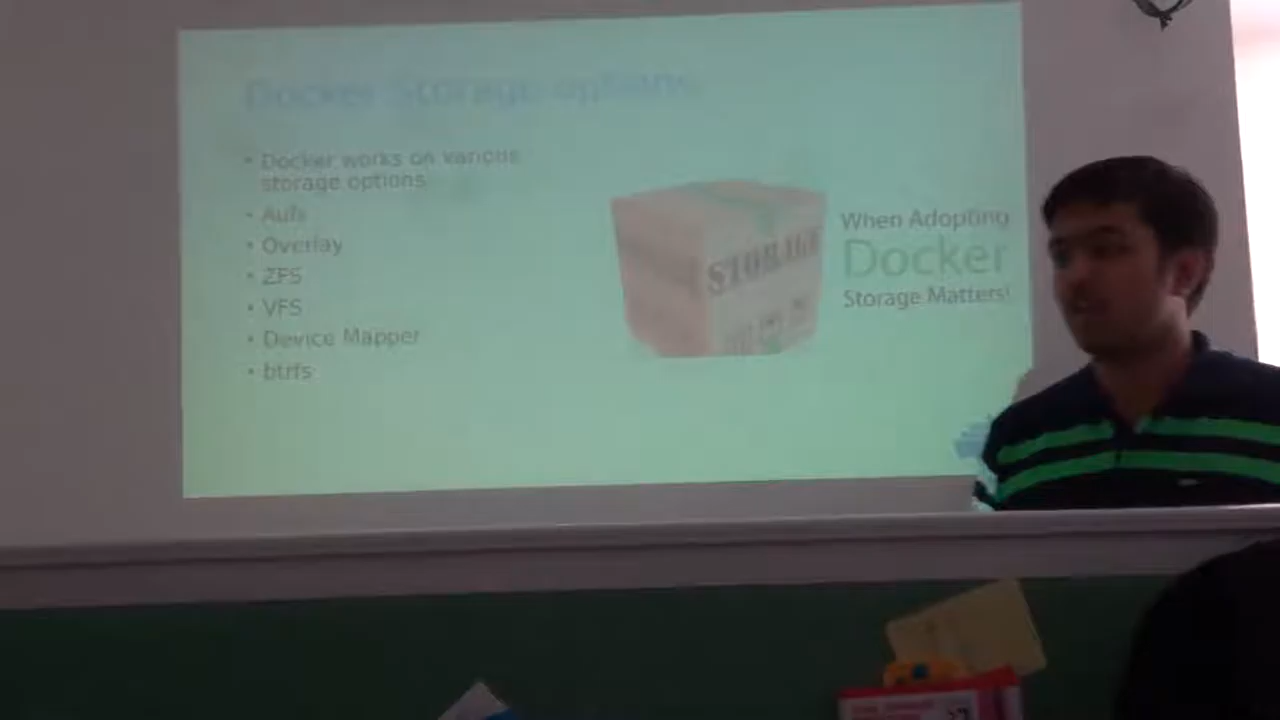 Docker Storage options
• Docker works on various
storage options
• Aufs
• Overlay
• ZFS
• VFS
• Device Mapper
• btrfs
STORAGE
When Adopting
Docker
Storage Matters!